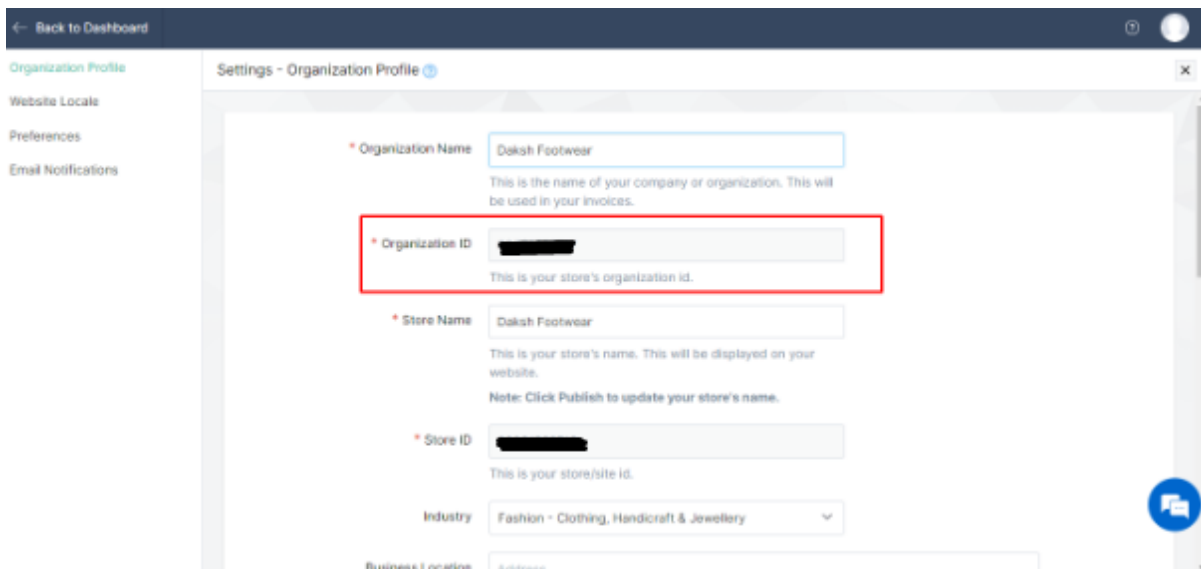 ← Back to Dashboard
Organization Profile
Website Locale
Preferences
Email Notifications
Settings - Organization Profile
* Organization Name
Daksh Footwear
This is the name of your company or organization. This will
be used in your invoices.
* Organization ID
This is your store's organization id.
* Store Name
Daksh Footwear
This is your store's name. This will be displayed on your
website.
Note: Click Publish to update your store's name.
* Store ID
This is your store/site id.
Industry
Fashion - Clothing, Handicraft & Jewellery
Business Location
Address